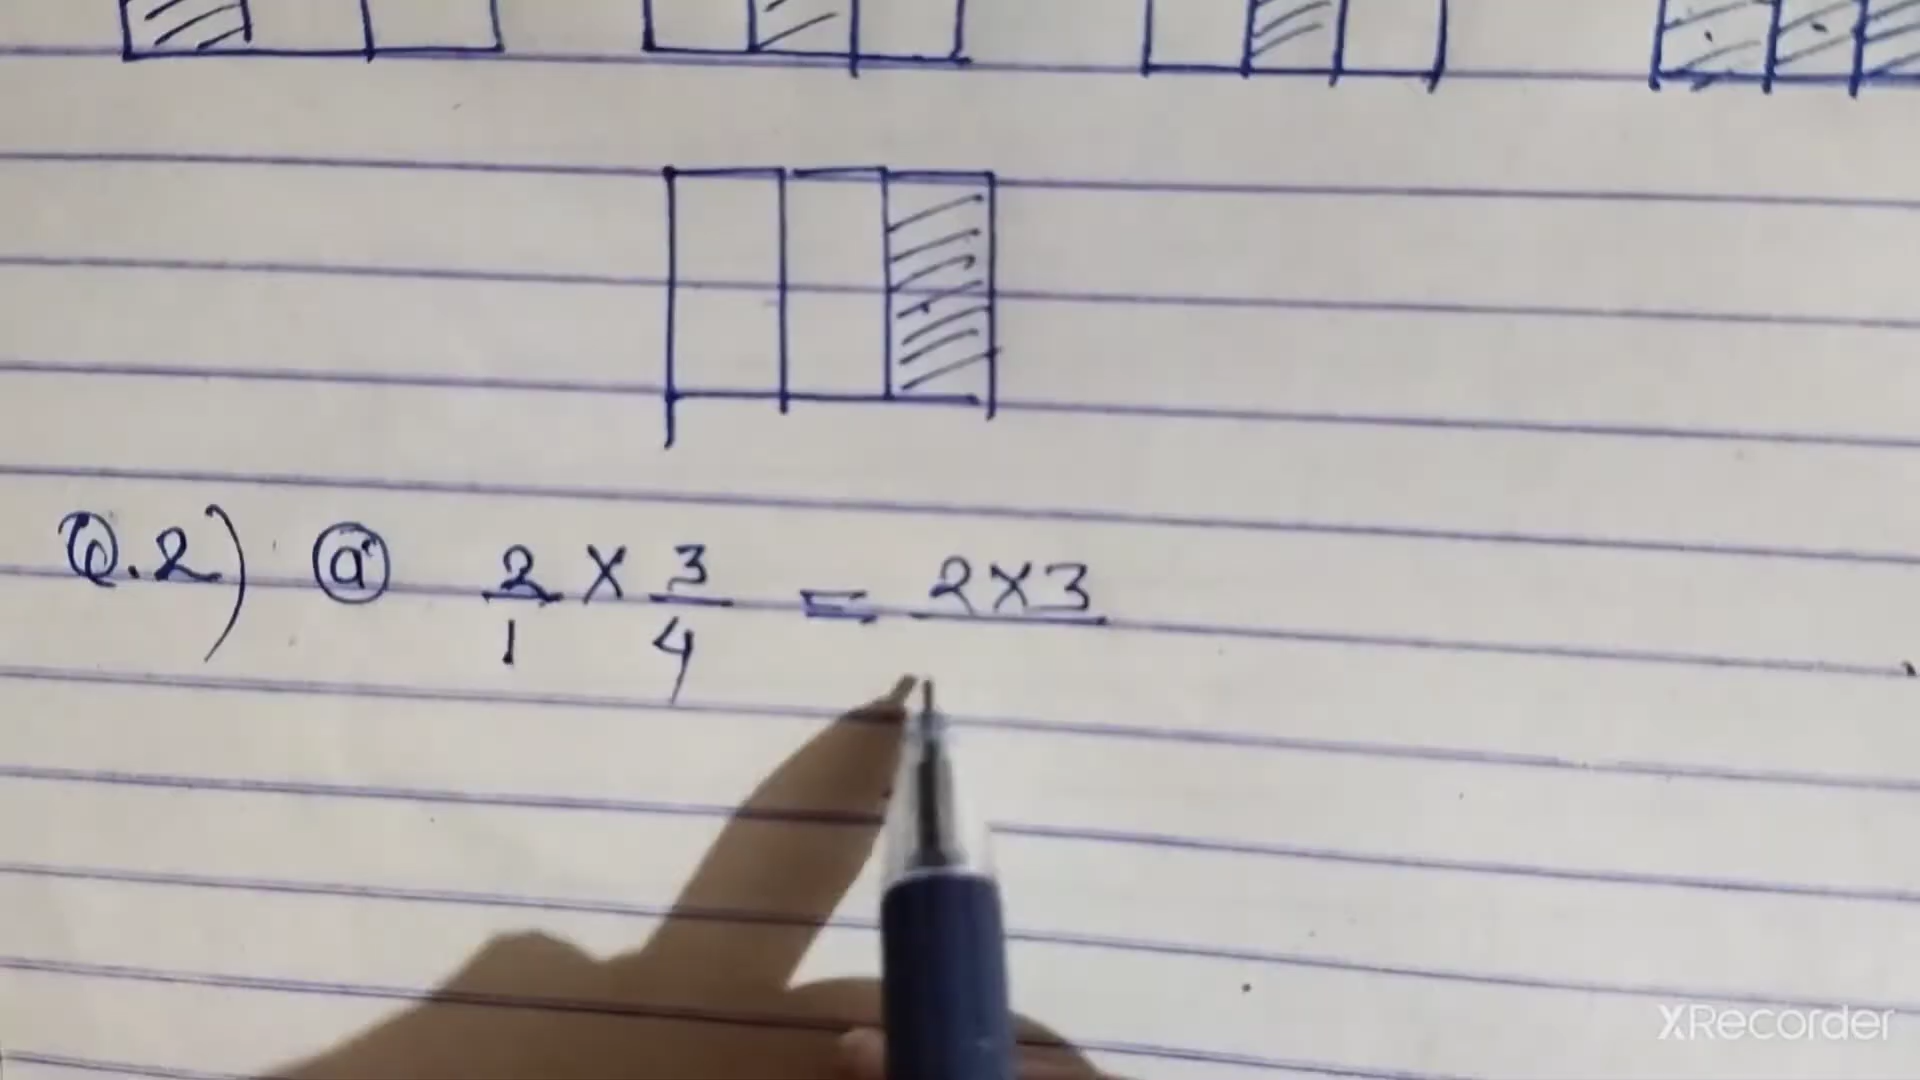 Q.2) ⓐ 2/1 × 3/4 = 2×3
XRecorder